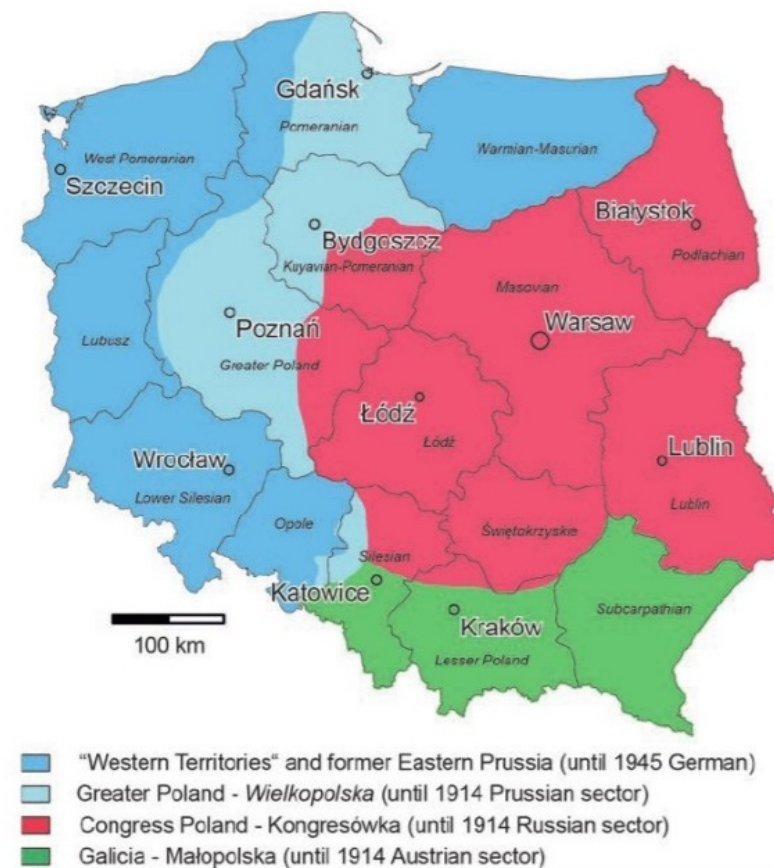 Gdańsk
Pomeranian
West Pomeranian
Szczecin
Warmian-Masurian
Białystok
Podlachian
Bydgoszcz
Kuyavian-Pomeranian
Masovian
Warsaw
Poznań
Greater Poland
Lubusz
Łódź
Łódź
Wrocław
Lower Silesian
Lublin
Lublin
Opole
Silesian
Świętokrzyskie
Katowice
Kraków
Lesser Poland
Subcarpathian
100 km
"Western Territories" and former Eastern Prussia (until 1945 German)
Greater Poland - Wielkopolska (until 1914 Prussian sector)
Congress Poland - Kongresówka (until 1914 Russian sector)
Galicia - Małopolska (until 1914 Austrian sector)